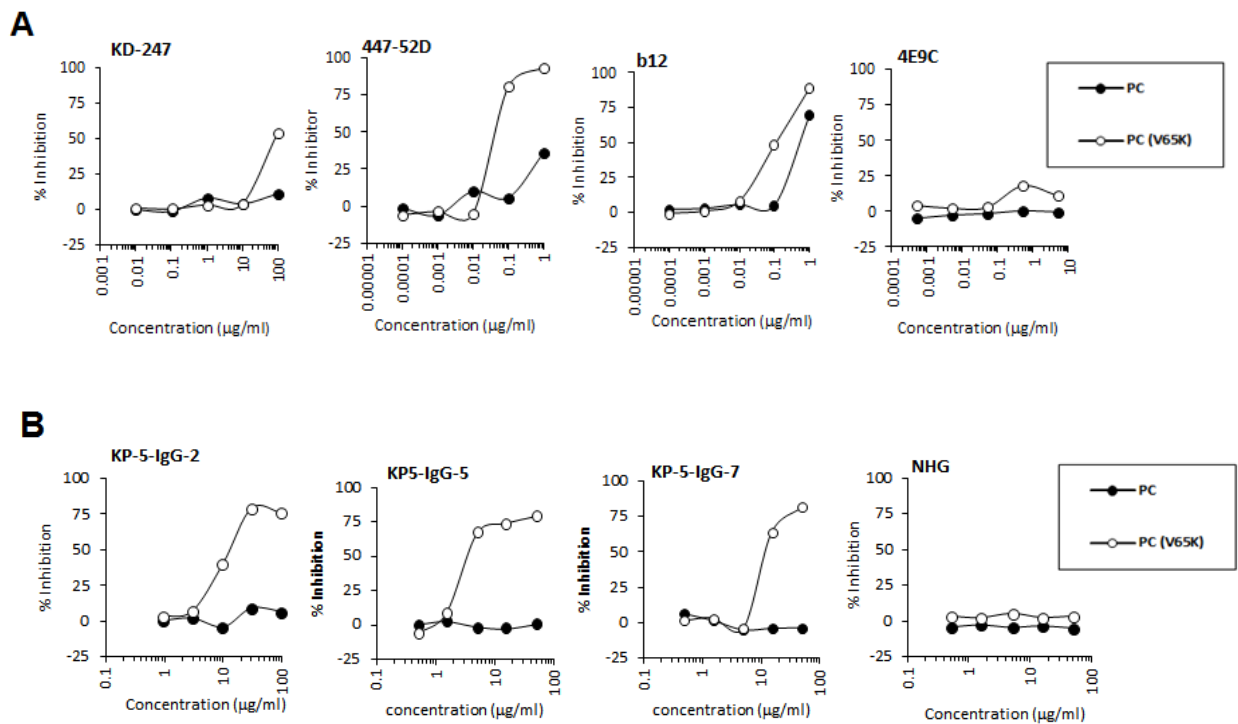 A
KD-247
447-52D
b12
4E9C
100
75
50
25
0
-25
% Inhibition
0.0001
0.001
0.01
0.1
1
10
100
Concentration (µg/ml)
100
75
50
25
0
-25
% Inhibitor
0.00001
0.0001
0.001
0.01
0.1
1
Concentration (µg/ml)
100
75
50
25
0
-25
% Inhibition
0.00001
0.0001
0.001
0.01
0.1
1
Concentration (µg/ml)
100
75
50
25
0
-25
% Inhibition
0.0001
0.001
0.01
0.1
1
10
Concentration (µg/ml)
PC
PC (V65K)
B
KP-5-IgG-2
KP5-IgG-5
KP-5-IgG-7
NHG
100
75
50
25
0
-25
% Inhibition
0.1
1
10
100
Concentration (µg/ml)
100
75
50
25
0
-25
% Inhibition
0.1
1
10
100
concentration (µg/ml)
100
75
50
25
0
-25
% Inhibition
0.1
1
10
100
concentration (µg/ml)
100
75
50
25
0
-25
% Inhibition
0.1
1
10
100
Concentration (µg/ml)
PC
PC (V65K)